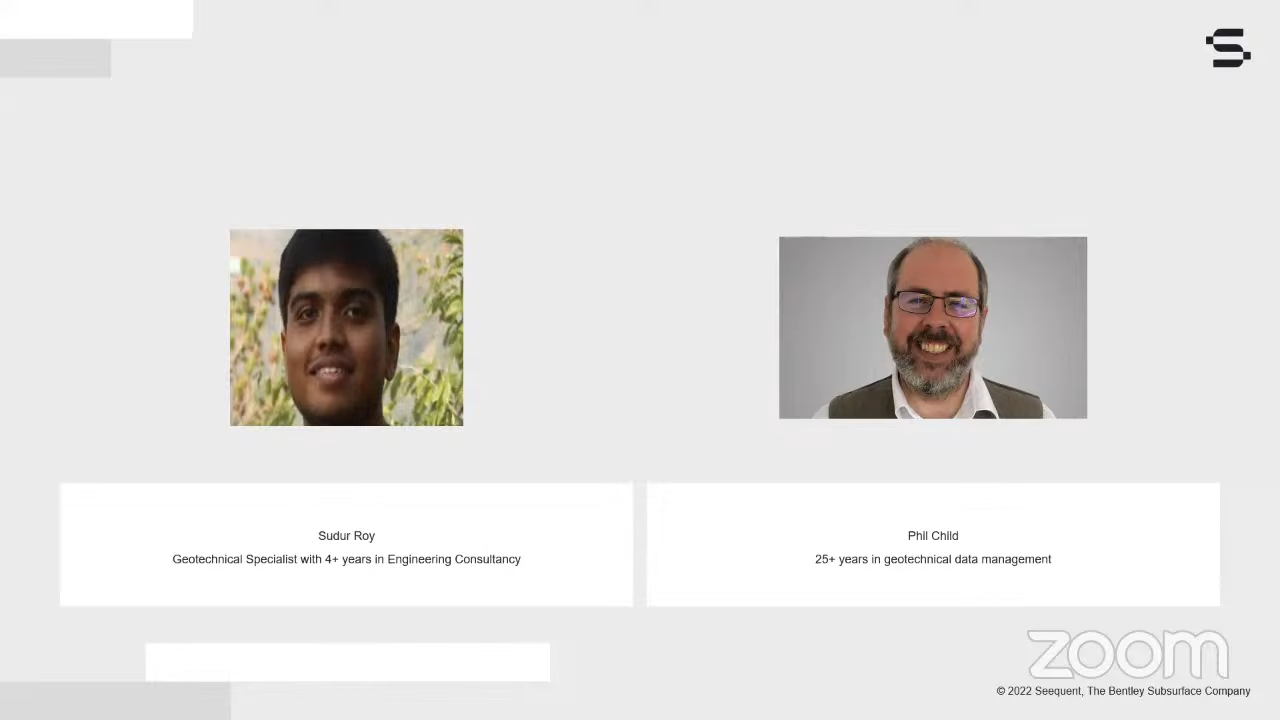 Sudur Roy
Geotechnical Specialist with 4+ years in Engineering Consultancy
Phil Child
25+ years in geotechnical data management
zoom
© 2022 Seequent, The Bentley Subsurface Company